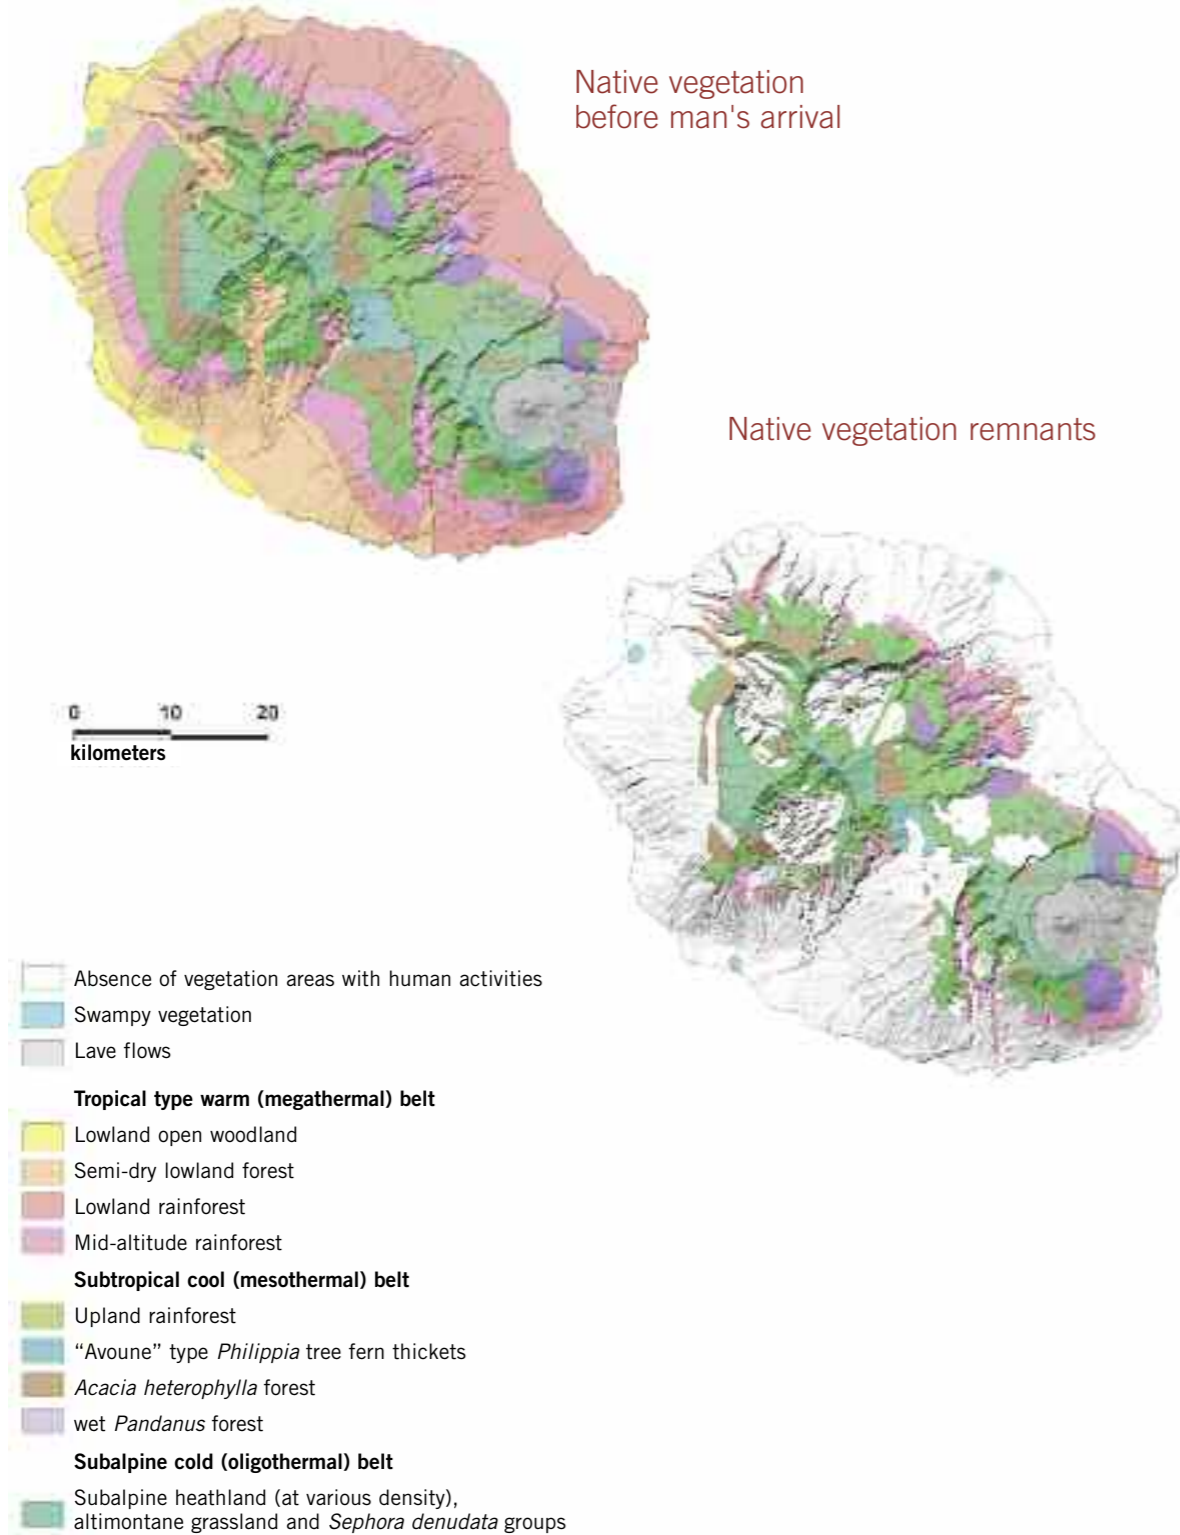 Native vegetation
before man's arrival
Native vegetation remnants
0 10 20
kilometers
Absence of vegetation areas with human activities
Swampy vegetation
Lave flows
Tropical type warm (megathermal) belt
Lowland open woodland
Semi-dry lowland forest
Lowland rainforest
Mid-altitude rainforest
Subtropical cool (mesothermal) belt
Upland rainforest
“Avoune” type Philippia tree fern thickets
Acacia heterophylla forest
wet Pandanus forest
Subalpine cold (oligothermal) belt
Subalpine heathland (at various density),
altimontane grassland and Sephora denudata groups